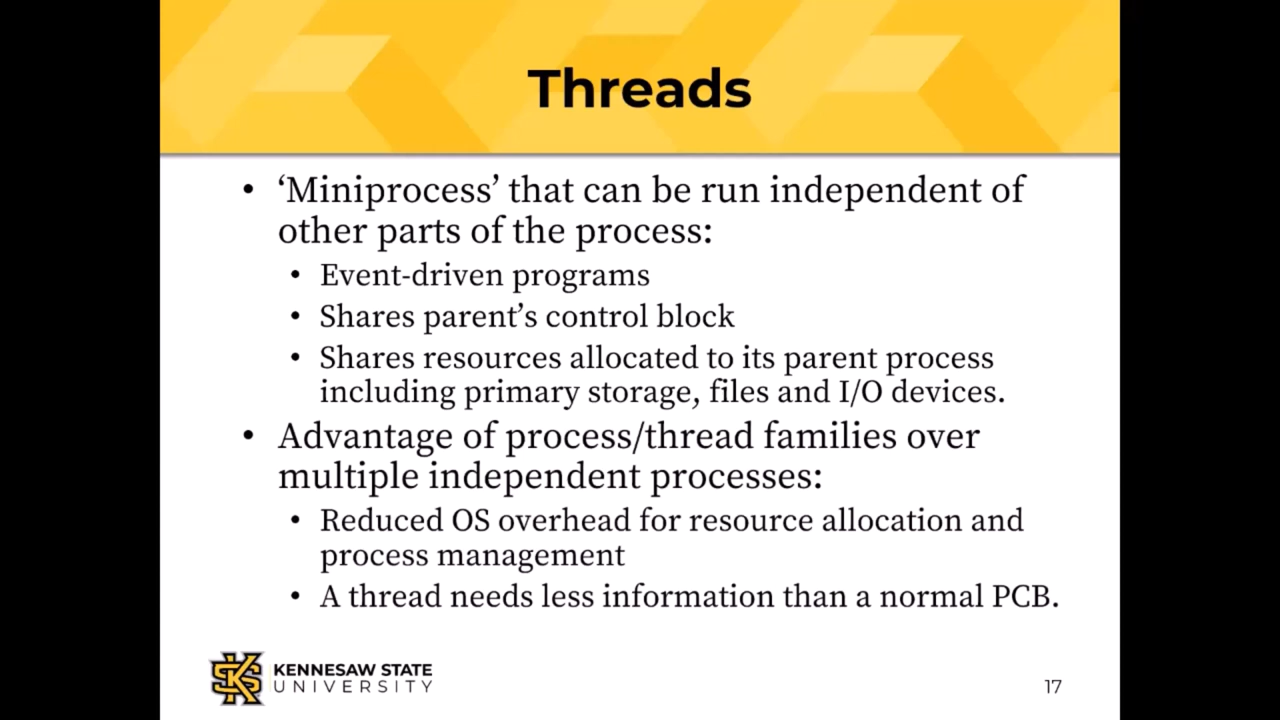 Threads
• ‘Miniprocess’ that can be run independent of
other parts of the process:
• Event-driven programs
• Shares parent’s control block
• Shares resources allocated to its parent process
including primary storage, files and I/O devices.
• Advantage of process/thread families over
multiple independent processes:
• Reduced OS overhead for resource allocation and
process management
• A thread needs less information than a normal PCB.
KENNESAW STATE
UNIVERSITY
17